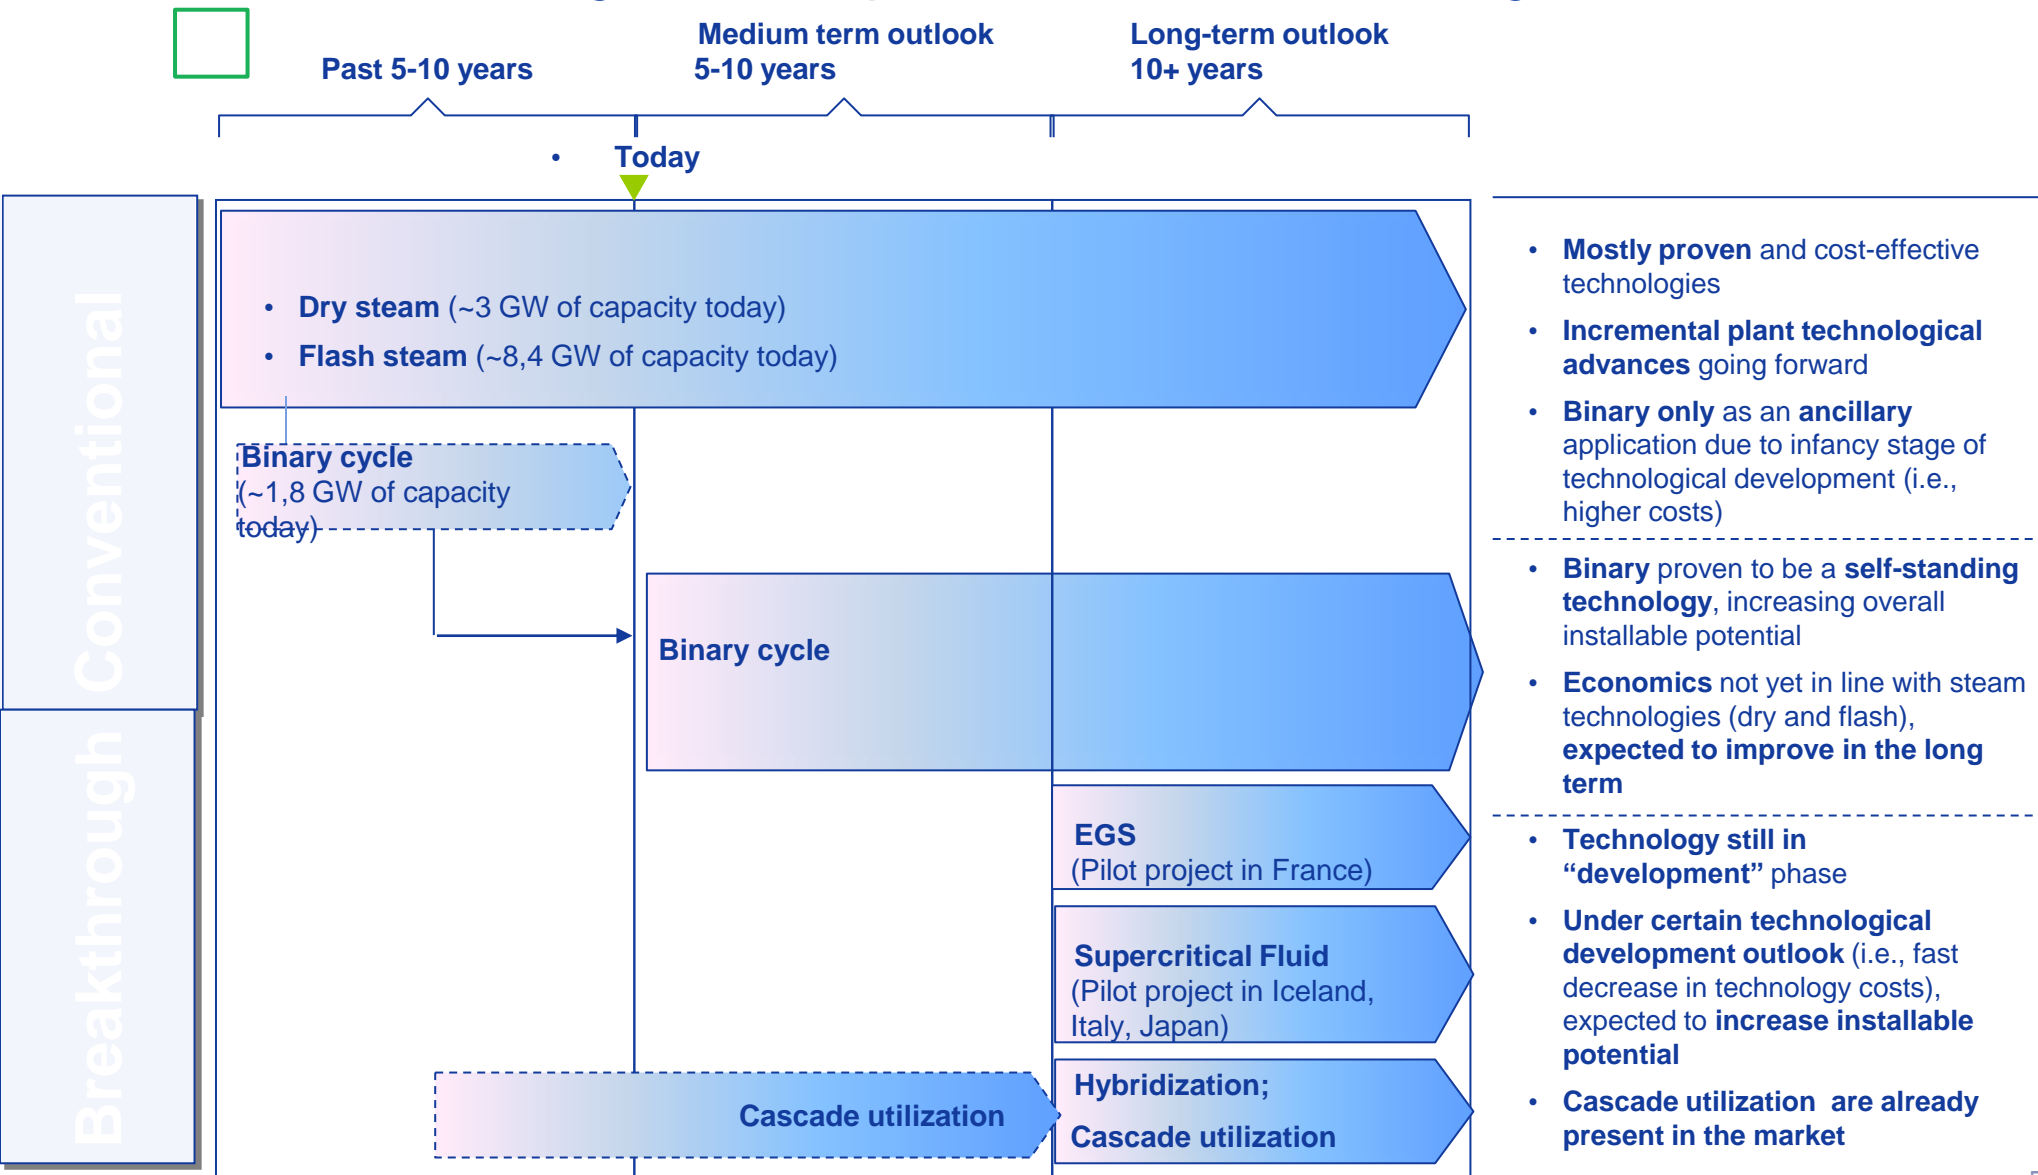 Medium term outlook
5-10 years
Long-term outlook
10+ years
Past 5-10 years
• Today
Conventional
• Dry steam (~3 GW of capacity today)
• Flash steam (~8,4 GW of capacity today)
Binary cycle
(~1,8 GW of capacity
today)
Binary cycle
• Mostly proven and cost-effective
technologies
• Incremental plant technological
advances going forward
• Binary only as an ancillary
application due to infancy stage of
technological development (i.e.,
higher costs)
• Binary proven to be a self-standing
technology, increasing overall
installable potential
• Economics not yet in line with steam
technologies (dry and flash),
expected to improve in the long
term
Breakthrough
EGS
(Pilot project in France)
Supercritical Fluid
(Pilot project in Iceland,
Italy, Japan)
Cascade utilization
Hybridization;
Cascade utilization
• Technology still in
“development” phase
• Under certain technological
development outlook (i.e., fast
decrease in technology costs),
expected to increase installable
potential
• Cascade utilization are already
present in the market